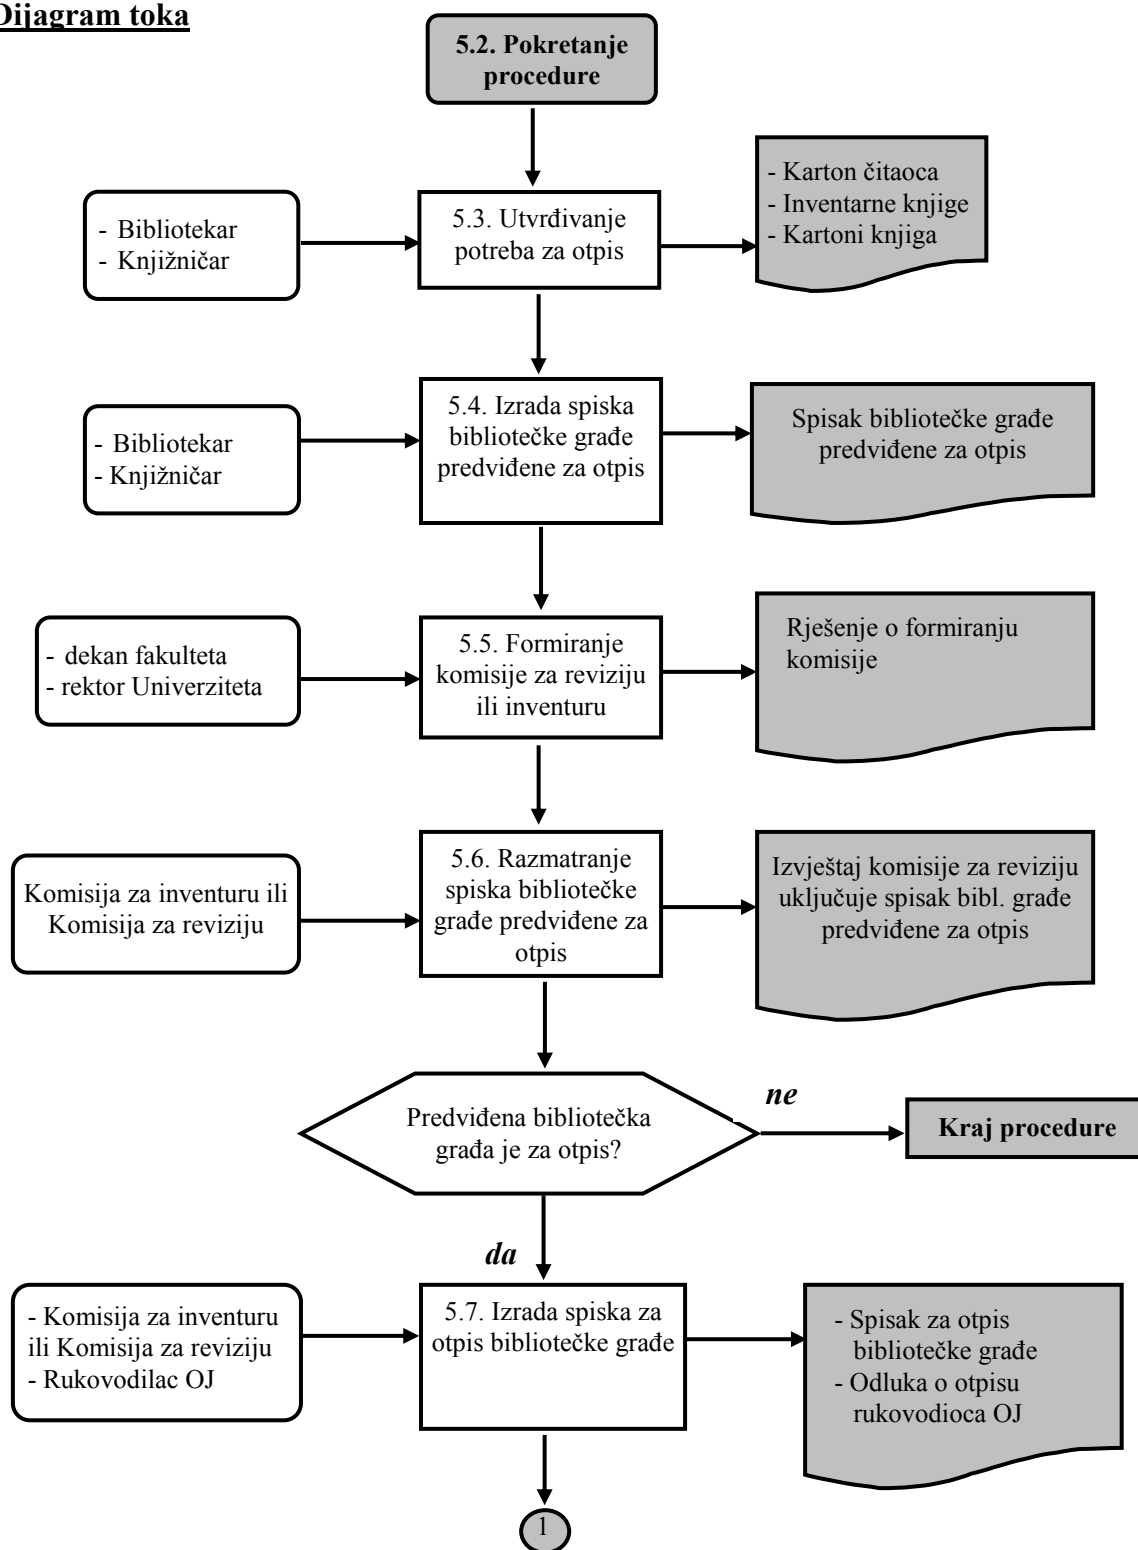 Dijagram toka
5.2. Pokretanje
procedure
- Bibliotekar
- Knjižničar
5.3. Utvrđivanje
potreba za otpis
- Karton čitaoca
- Inventarne knjige
- Kartoni knjiga
- Bibliotekar
- Knjižničar
5.4. Izrada spiska
bibliotečke građe
predviđene za otpis
Spisak bibliotečke građe
predviđene za otpis
- dekan fakulteta
- rektor Univerziteta
5.5. Formiranje
komisije za reviziju
ili inventuru
Rješenje o formiranju
komisije
Komisija za inventuru ili
Komisija za reviziju
5.6. Razmatranje
spiska bibliotečke
građe predviđene za
otpis
Izvještaj komisije za reviziju
uključuje spisak bibl. građe
predviđene za otpis
Predviđena bibliotečka
građa je za otpis?
ne
Kraj procedure
da
- Komisija za inventuru
ili Komisija za reviziju
- Rukovodilac OJ
5.7. Izrada spiska za
otpis bibliotečke građe
- Spisak za otpis
bibliotečke građe
- Odluka o otpisu
rukovodioca OJ
1